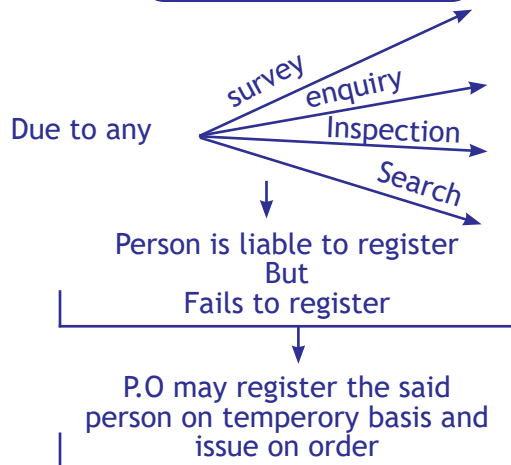 survey
enquiry
Due to any
Inspection
Search
Person is liable to register
But
Fails to register
P.O may register the said
person on temperory basis and
issue on order